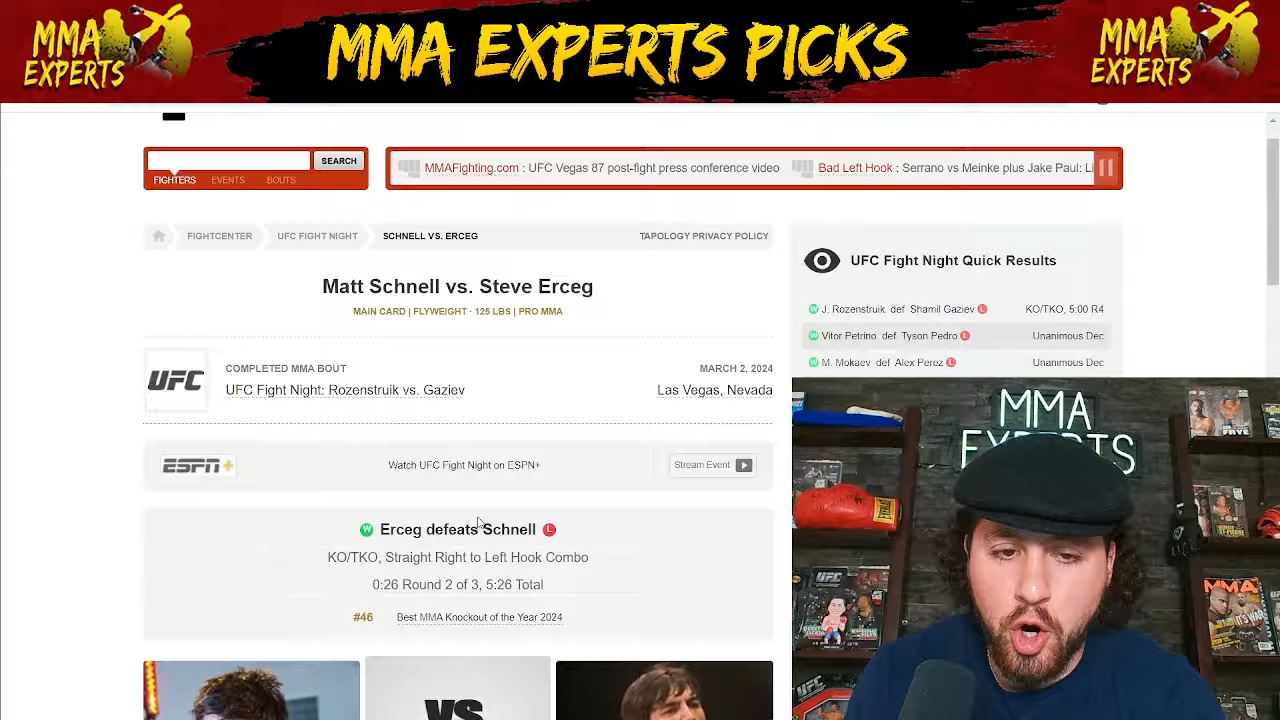 MMA EXPERTS
MMA EXPERTS PICKS
MMA EXPERTS
SEARCH
FIGHTERS EVENTS BOUTS
MMAFighting.com : UFC Vegas 87 post-fight press conference video
Bad Left Hook : Serrano vs Meinke plus Jake Paul:
FIGHTCENTER UFC FIGHT NIGHT SCHNELL VS. ERCEG TAPOLOGY PRIVACY POLICY
Matt Schnell vs. Steve Erceg
MAIN CARD | FLYWEIGHT · 125 LBS | PRO MMA
UFC
COMPLETED MMA BOUT MARCH 2, 2024
UFC Fight Night: Rozenstruik vs. Gaziev Las Vegas, Nevada
ESPN+ Watch UFC Fight Night on ESPN+ Stream Event
W Erceg defeats Schnell L
KO/TKO, Straight Right to Left Hook Combo
0:26 Round 2 of 3, 5:26 Total
#46 Best MMA Knockout of the Year 2024
VS
UFC Fight Night Quick Results
W J. Rozenstruik def Shamil Gaziev L KO/TKO, 5:00 R4
W Vitor Petrino def Tyson Pedro L Unanimous Dec
W M. Mokaev def Alex Perez L Unanimous Dec
MMA
EXPERTS
FRYE
EVERLAST
UFC
MMA
IT'S WAR